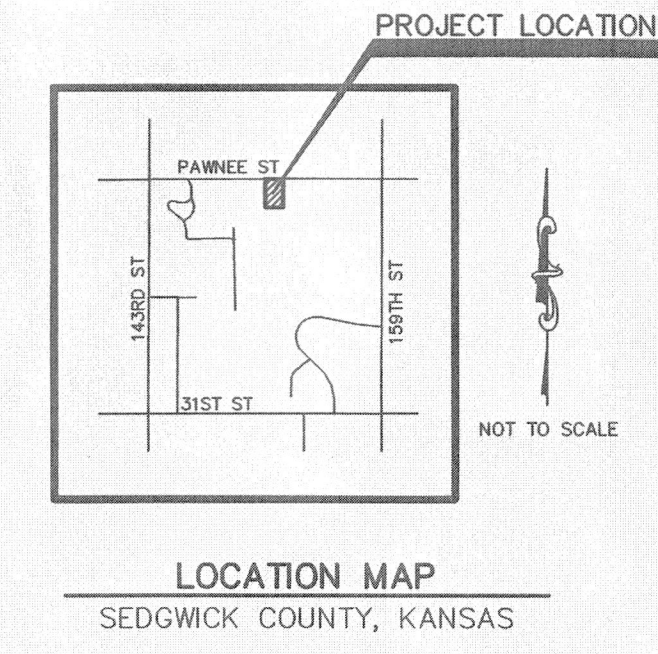 PROJECT LOCATION
PAWNEE ST
143RD ST
159TH ST
31ST ST
NOT TO SCALE
LOCATION MAP
SEDGWICK COUNTY, KANSAS